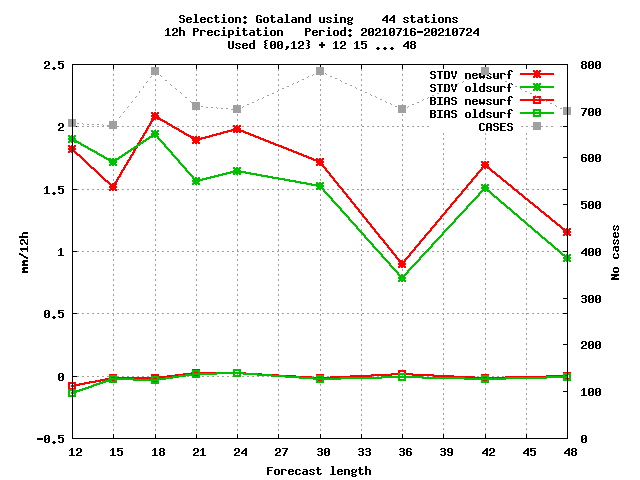 Selection: Gotaland using    44 stations
12h Precipitation   Period: 20210716-20210724
Used {00,12} + 12 15 ... 48
2.5
2
1.5
1
0.5
0
-0.5
mm/12h
800
700
600
500
400
300
200
100
0
No cases
STDV newsurf
STDV oldsurf
BIAS newsurf
BIAS oldsurf
CASES
12 15 18 21 24 27 30 33 36 39 42 45 48
Forecast length